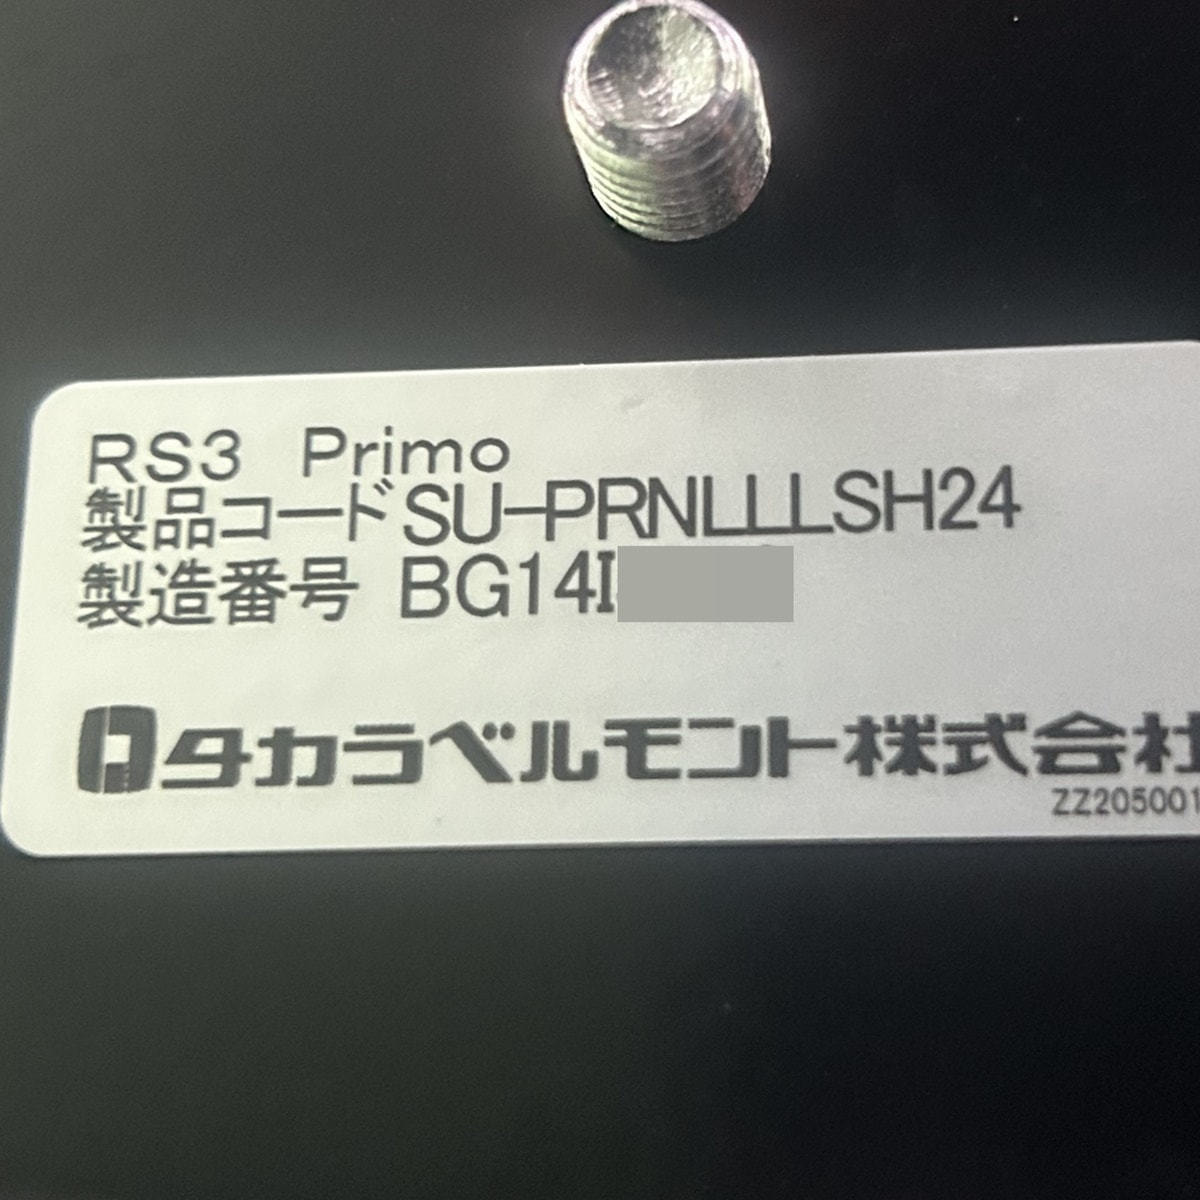 RS3 Primo
製品コードSU-PRNLLLSH24
製造番号 BG14I
タカラベルモント株式会社
ZZ205001